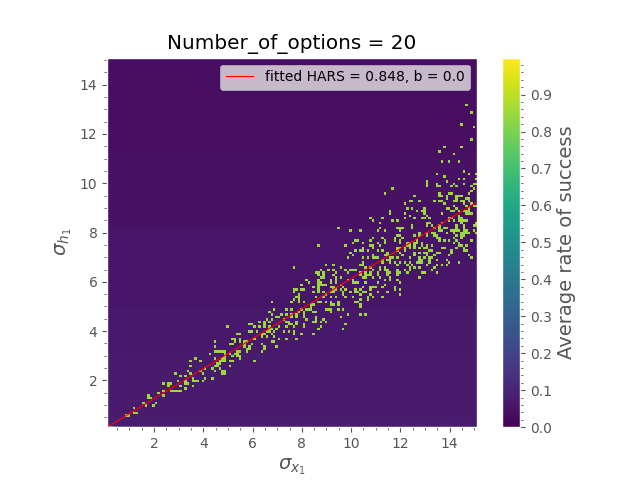 Number_of_options = 20
fitted HARS = 0.848, b = 0.0
14
12
10
8
6
4
2
σh1
2 4 6 8 10 12 14
σx1
0.9
0.8
0.7
0.6
0.5
0.4
0.3
0.2
0.1
0.0
Average rate of success